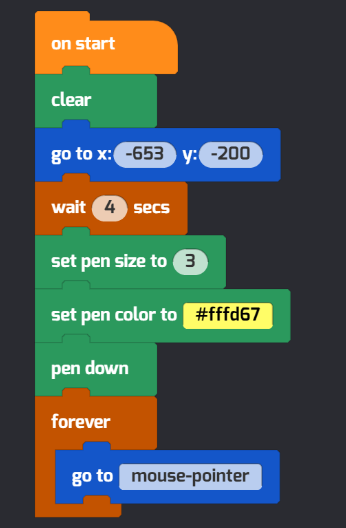 on start
clear
go to x: -653 y: -200
wait 4 secs
set pen size to 3
set pen color to #fffd67
pen down
forever
go to mouse-pointer